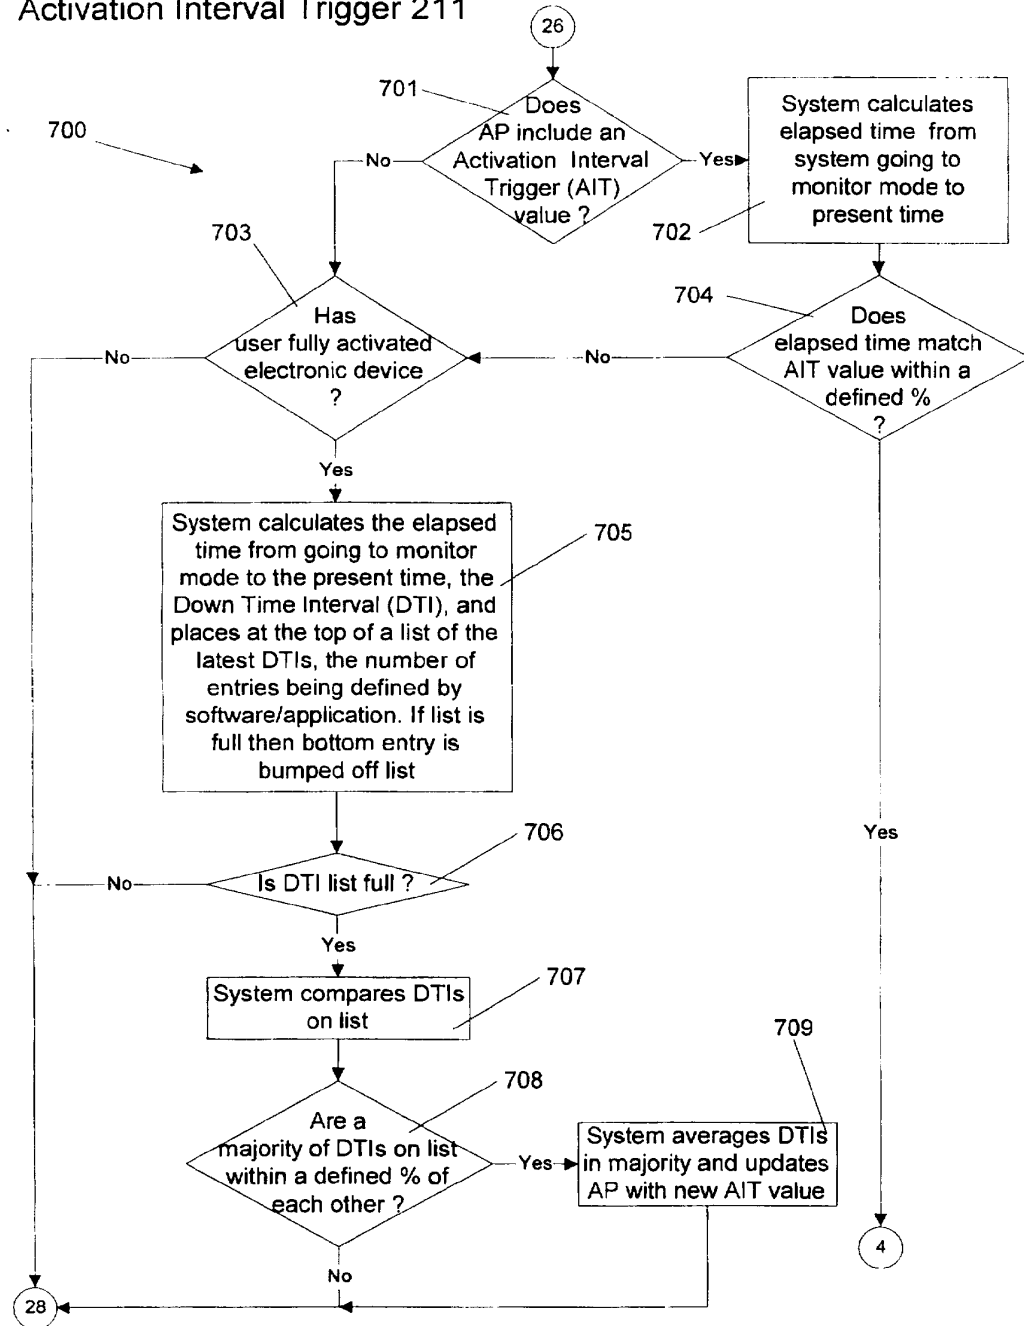 Activation Interval Trigger 211
26
701
Does
AP include an
Activation Interval
Trigger (AIT)
value ?
No
Yes
System calculates
elapsed time from
system going to
monitor mode to
present time
700
702
703
704
Has
user fully activated
electronic device
?
Does
elapsed time match
AIT value within a
defined %
?
No
No
Yes
System calculates the elapsed
time from going to monitor
mode to the present time, the
Down Time Interval (DTI), and
places at the top of a list of the
latest DTIs, the number of
entries being defined by
software/application. If list is
full then bottom entry is
bumped off list
705
Yes
706
Is DTI list full ?
No
Yes
System compares DTIs
on list
707
708
709
Are a
majority of DTIs on list
within a defined % of
each other ?
Yes
System averages DTIs
in majority and updates
AP with new AIT value
4
No
28